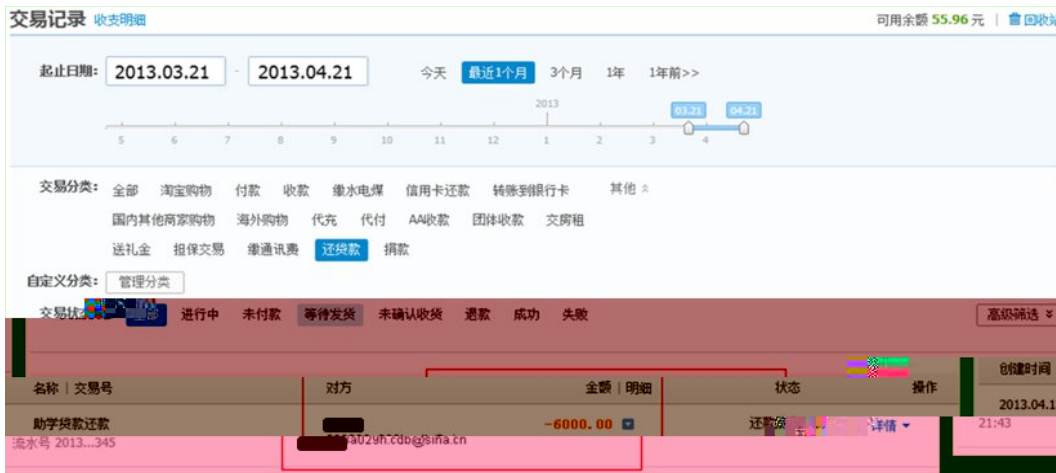 交易记录 收支明细 可用余额 55.96 元 | 回收站
起止日期: 2013.03.21 - 2013.04.21 今天 最近1个月 3个月 1年 1年前>>
2013 03.21 04.21
5 6 7 8 9 10 11 12 1 2 3 4
交易分类: 全部 淘宝购物 付款 收款 缴水电煤 信用卡还款 转账到银行卡 其他
国内其他商家购物 海外购物 代充 代付 AA收款 团体收款 交房租
送礼金 担保交易 缴通讯费 还贷款 捐款
自定义分类: 管理分类
交易状 进行中 未付款 等待发货 未确认收货 退款 成功 失败 高级筛选
创建时间
名称 | 交易号 对方 金额 | 明细 状态 操作
2013.04.1
助学贷款还款 -6000.00 还款 详情 21:43
流水号 2013...345 @sina.cn